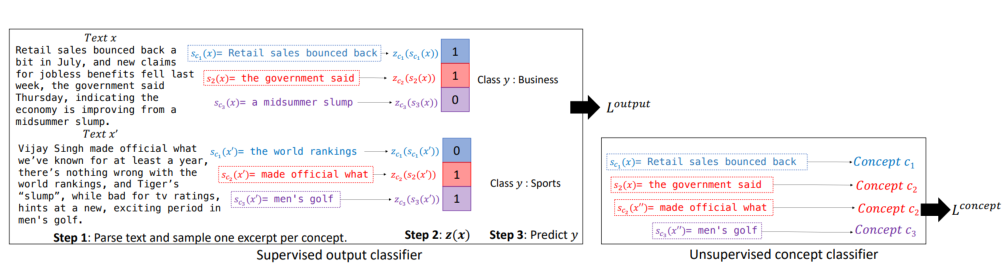 Text x
Retail sales bounced back a
bit in July, and new claims
for jobless benefits fell last
week, the government said
Thursday, indicating the
economy is improving from a
midsummer slump.
s_{c_1}(x)= Retail sales bounced back
z_{c_1}(s_{c_1}(x))
1
s_2(x)= the government said
z_{c_2}(s_2(x))
1
s_{c_3}(x)= a midsummer slump
z_{c_3}(s_3(x))
0
Class y : Business
L^{output}
Text x′
Vijay Singh made official what
we've known for at least a year,
there's nothing wrong with the
world rankings, and Tiger's
"slump", while bad for tv ratings,
hints at a new, exciting period in
men's golf.
s_{c_1}(x′)= the world rankings
z_{c_1}(s_{c_1}(x′))
0
s_{c_2}(x′)= made official what
z_{c_2}(s_2(x′))
1
s_{c_3}(x′)= men's golf
z_{c_3}(s_3(x′))
1
Class y : Sports
Step 1: Parse text and sample one excerpt per concept.
Step 2: z(x)
Step 3: Predict y
Supervised output classifier
s_{c_1}(x)= Retail sales bounced back
Concept c_1
s_2(x)= the government said
Concept c_2
s_{c_2}(x″)= made official what
Concept c_2
s_{c_3}(x″)= men's golf
Concept c_3
L^{concept}
Unsupervised concept classifier